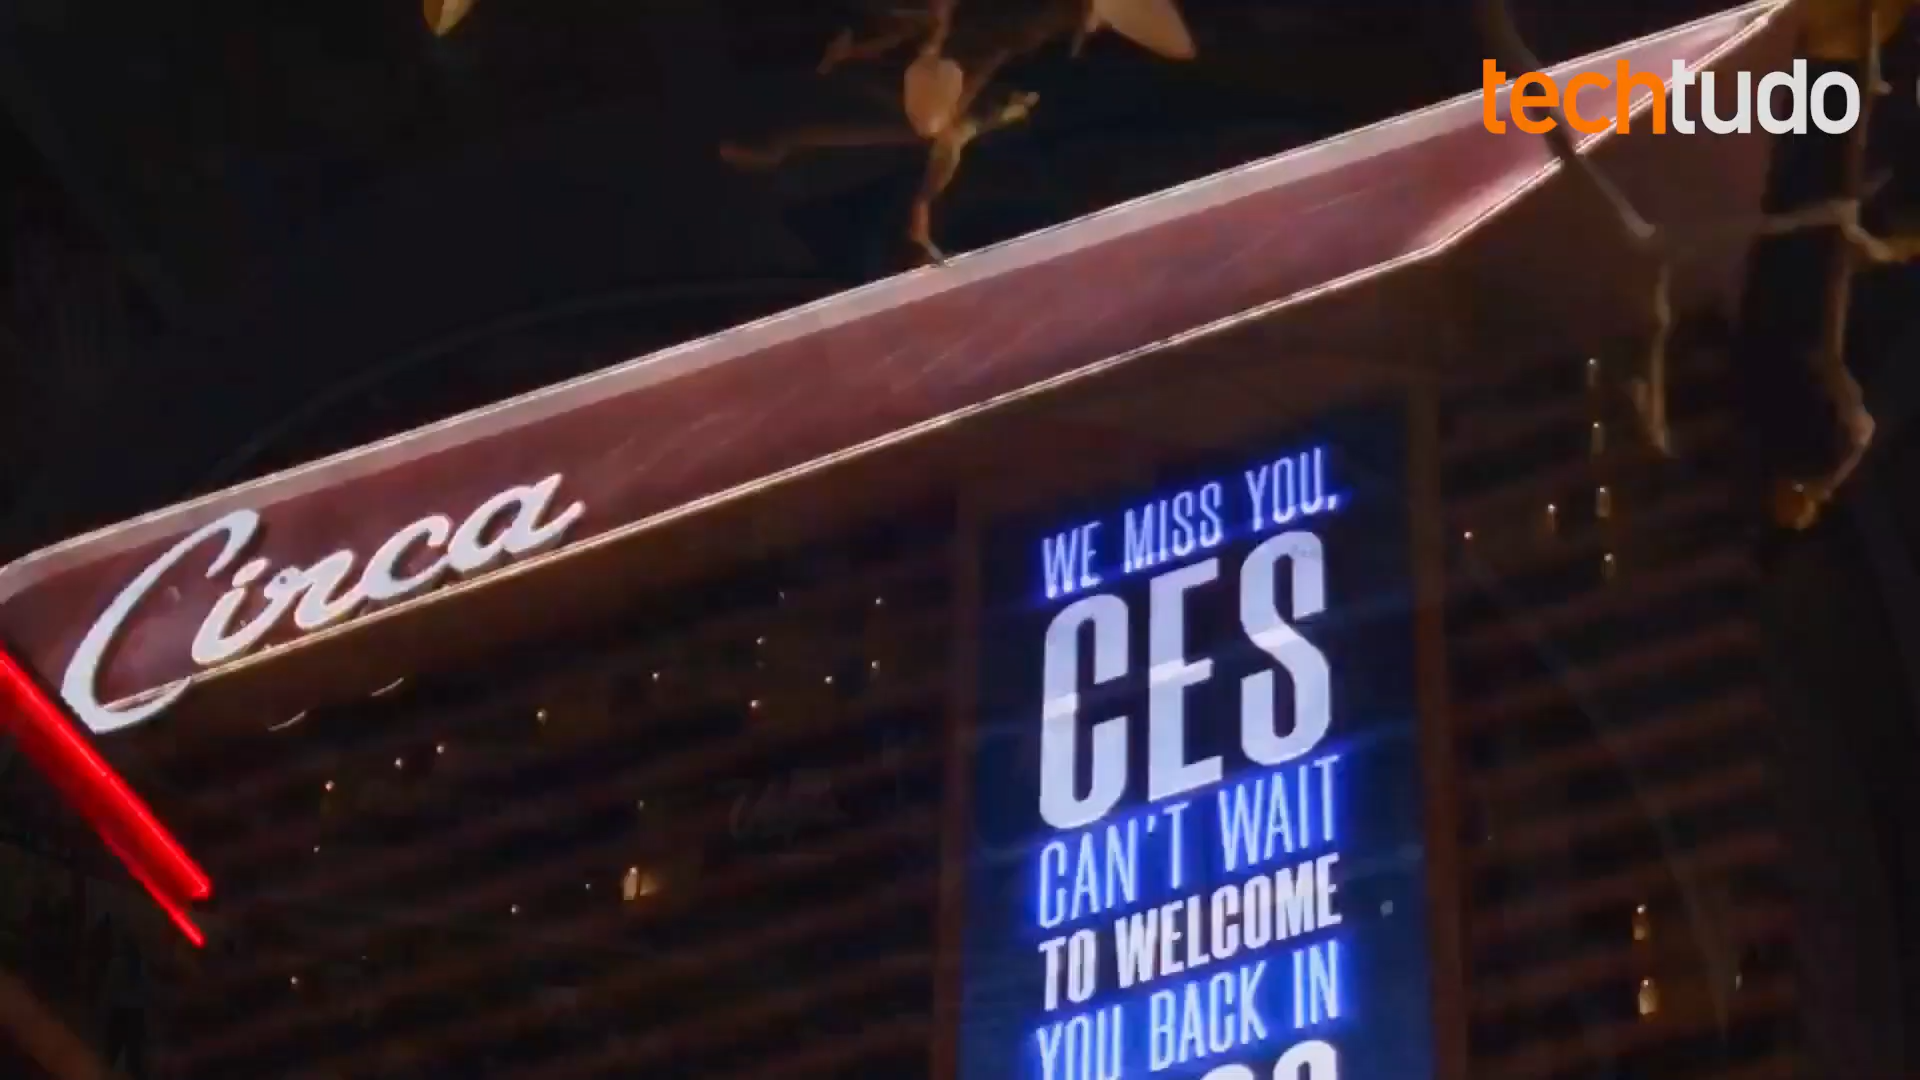 techtudo
Circa
WE MISS YOU,
CES
CAN'T WAIT
TO WELCOME
YOU BACK IN